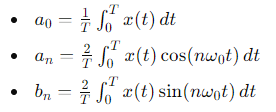 • a₀ = 1/T ∫₀ᵀ x(t) dt
• aₙ = 2/T ∫₀ᵀ x(t) cos(nω₀t) dt
• bₙ = 2/T ∫₀ᵀ x(t) sin(nω₀t) dt